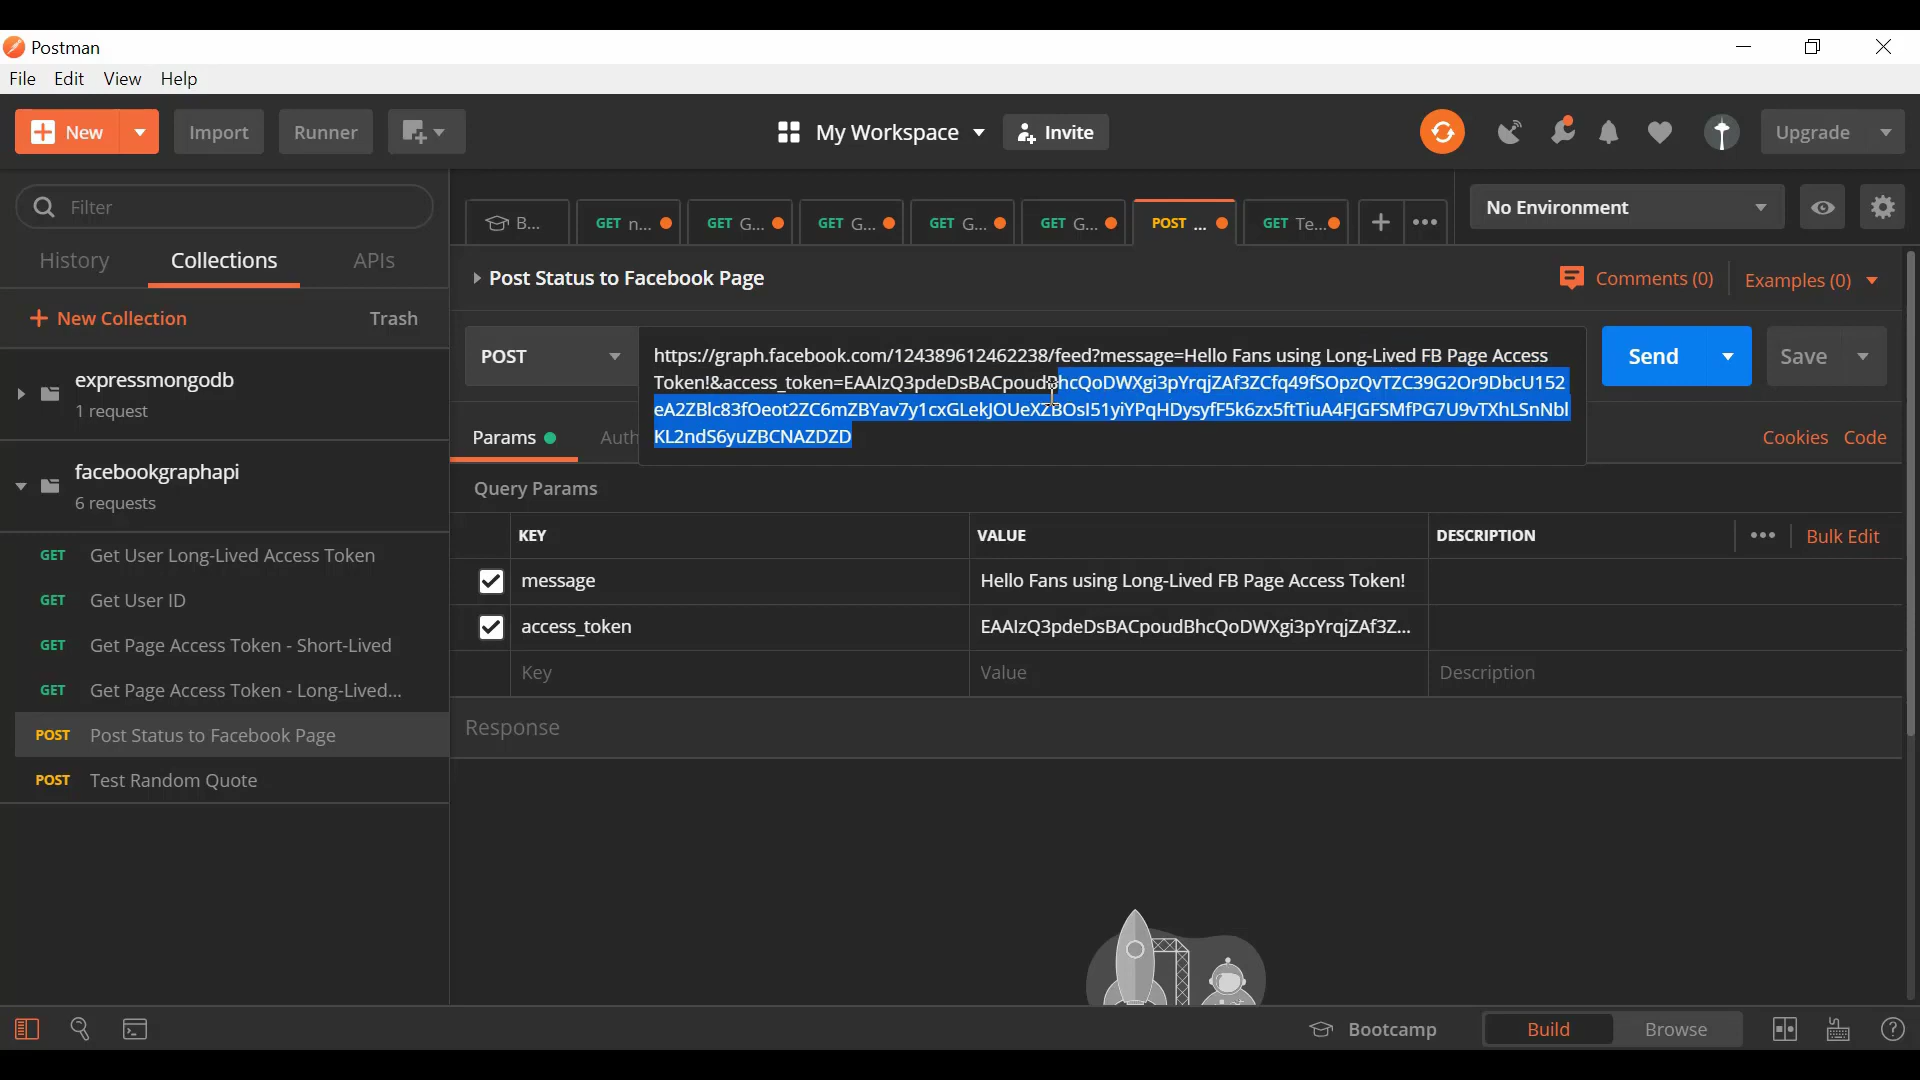 Postman
File Edit View Help
New Import Runner
My Workspace Invite Upgrade
Filter
B... GET n... GET G... GET G... GET G... GET G... POST ... GET Te... No Environment
History Collections APIs
Post Status to Facebook Page
Comments (0) Examples (0)
New Collection Trash
POST
https://graph.facebook.com/124389612462238/feed?message=Hello Fans using Long-Lived FB Page Access
Send Save
expressmongodb
1 request
Params Auth
Cookies Code
facebookgraphapi
6 requests
Query Params
KEY VALUE DESCRIPTION Bulk Edit
message Hello Fans using Long-Lived FB Page Access Token!
access_token
Key Value Description
GET Get User Long-Lived Access Token
GET Get User ID
GET Get Page Access Token - Short-Lived
GET Get Page Access Token - Long-Lived...
POST Post Status to Facebook Page
POST Test Random Quote
Response
Bootcamp Build Browse